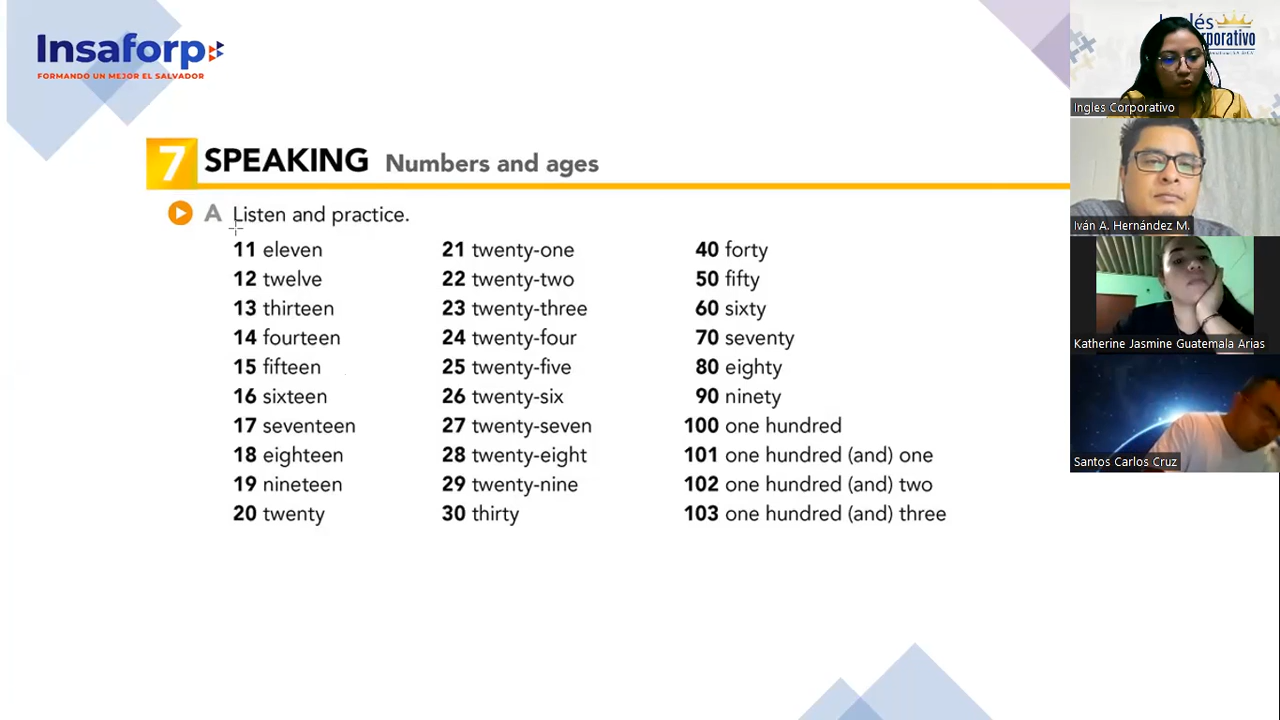 Insaforp
FORMANDO UN MEJOR EL SALVADOR
7 SPEAKING Numbers and ages
A Listen and practice.
11 eleven
12 twelve
13 thirteen
14 fourteen
15 fifteen
16 sixteen
17 seventeen
18 eighteen
19 nineteen
20 twenty
21 twenty-one
22 twenty-two
23 twenty-three
24 twenty-four
25 twenty-five
26 twenty-six
27 twenty-seven
28 twenty-eight
29 twenty-nine
30 thirty
40 forty
50 fifty
60 sixty
70 seventy
80 eighty
90 ninety
100 one hundred
101 one hundred (and) one
102 one hundred (and) two
103 one hundred (and) three
Ingles Corporativo
Iván A. Hernández M.
Katherine Jasmine Guatemala Arias
Santos Carlos Cruz